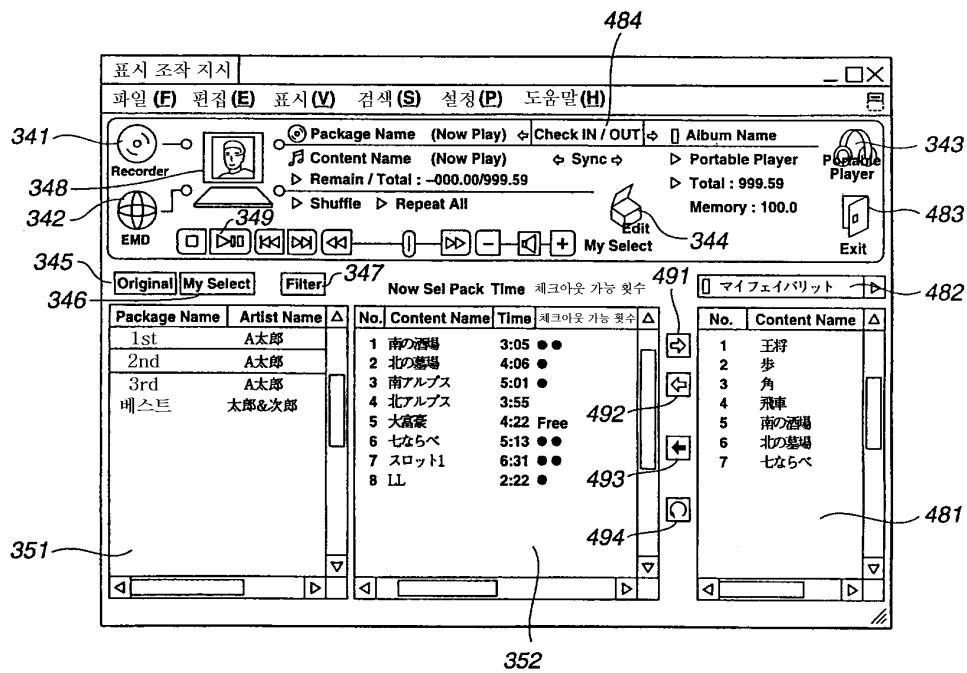 484
표시 조작 지시
파일 (F) 편집 (E) 표시 (V) 검색 (S) 설정 (P) 도움말 (H)
341
Recorder
348
342
EMD
349
Package Name (Now Play) Check IN / OUT Album Name
Content Name (Now Play) Sync Portable Player
Remain / Total : –000.00/999.59 Total : 999.59
Shuffle Repeat All Memory : 100.0
Edit
My Select
344
343
Portable
Player
483
Exit
345
346
347
Original My Select Filter
Now Sel Pack Time 체크아웃 가능 횟수
491
マイフェイバリット
482
Package Name Artist Name
1st A太郎
2nd A太郎
3rd A太郎
ベスト 太郎&次郎
351
No. Content Name Time 체크아웃 가능 횟수
1 南の酒場 3:05 ●●
2 北の墓場 4:06 ●
3 南アルプス 5:01 ●
4 北アルプス 3:55
5 大富豪 4:22 Free
6 七ならべ 5:13 ●●
7 スロット1 6:31 ●●
8 LL 2:22 ●
352
492
493
494
No. Content Name
1 王将
2 歩
3 角
4 飛車
5 南の酒場
6 北の墓場
7 七ならべ
481